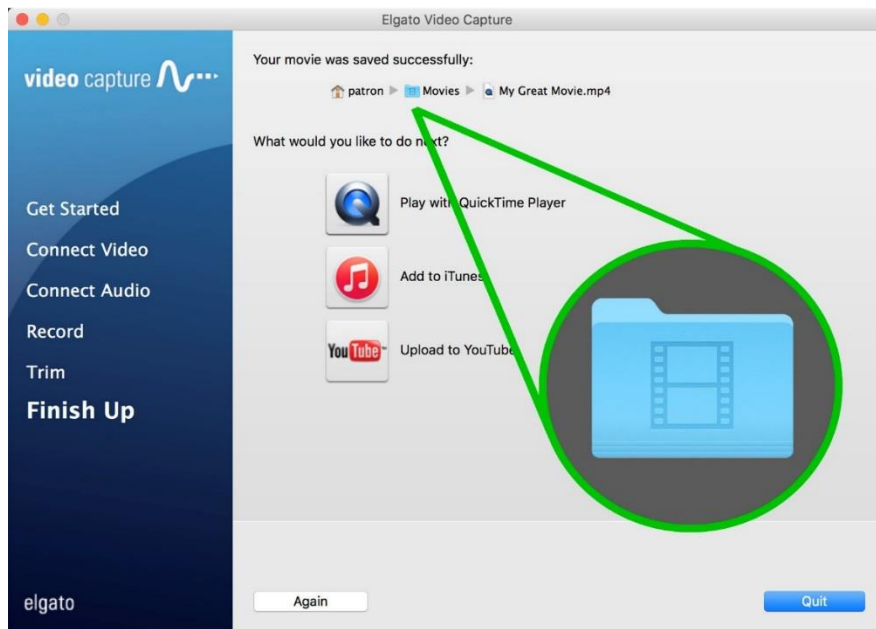 Elgato Video Capture
video capture
Get Started
Connect Video
Connect Audio
Record
Trim
Finish Up
elgato
Your movie was saved successfully:
patron ▶ Movies ▶ My Great Movie.mp4
What would you like to do next?
Play with QuickTime Player
Add to iTunes
YouTube
Upload to YouTube
Again
Quit